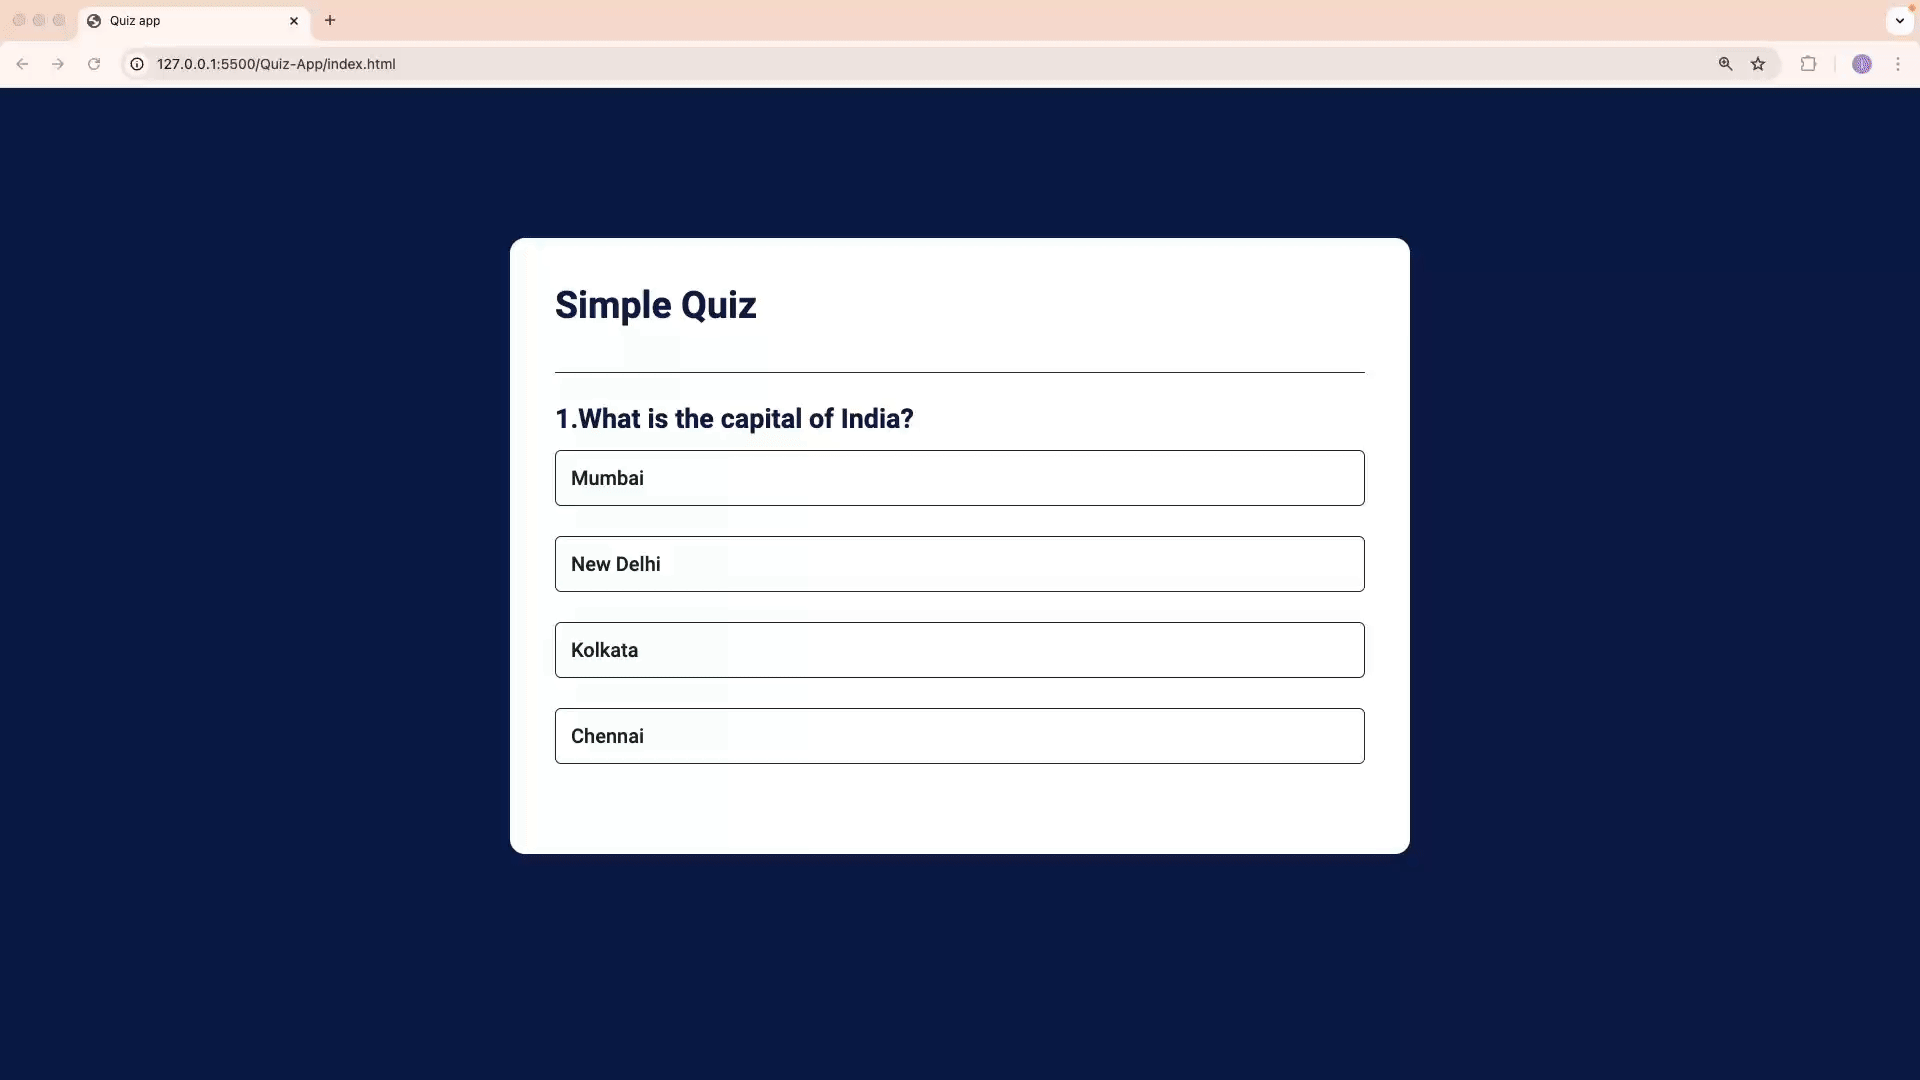 Quiz app
127.0.0.1:5500/Quiz-App/index.html
Simple Quiz
1.What is the capital of India?
Mumbai
New Delhi
Kolkata
Chennai